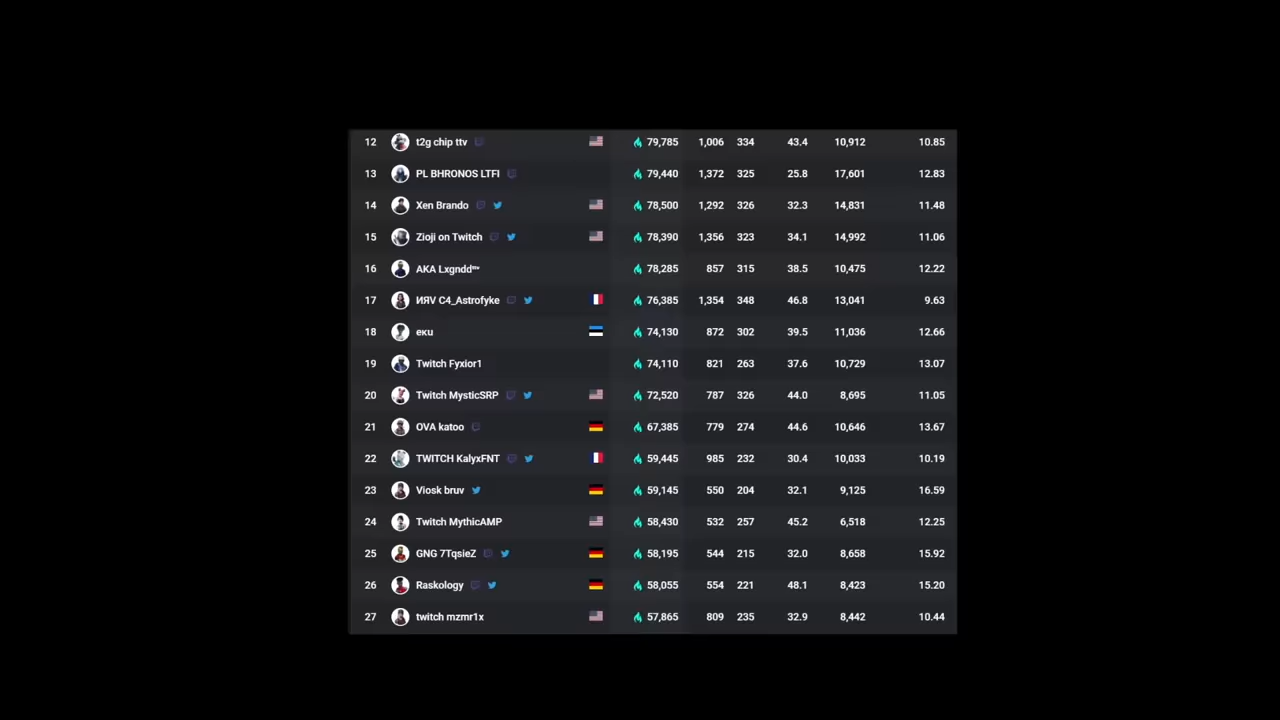 12 t2g chip ttv 79,785 1,006 334 43.4 10,912 10.85
13 PL BHRONOS LTFI 79,440 1,372 325 25.8 17,601 12.83
14 Xen Brando 78,500 1,292 326 32.3 14,831 11.48
15 Zioji on Twitch 78,390 1,356 323 34.1 14,992 11.06
16 AKA Lxgndd 78,285 857 315 38.5 10,475 12.22
17 ИЯV C4_Astrofyke 76,385 1,354 348 46.8 13,041 9.63
18 eкu 74,130 872 302 39.5 11,036 12.66
19 Twitch Fyxior1 74,110 821 263 37.6 10,729 13.07
20 Twitch MysticSRP 72,520 787 326 44.0 8,695 11.05
21 OVA katoo 67,385 779 274 44.6 10,646 13.67
22 TWITCH KalyxFNT 59,445 985 232 30.4 10,033 10.19
23 Viosk bruv 59,145 550 204 32.1 9,125 16.59
24 Twitch MythicAMP 58,430 532 257 45.2 6,518 12.25
25 GNG 7TqsieZ 58,195 544 215 32.0 8,658 15.92
26 Raskology 58,055 554 221 48.1 8,423 15.20
27 twitch mzmr1x 57,865 809 235 32.9 8,442 10.44